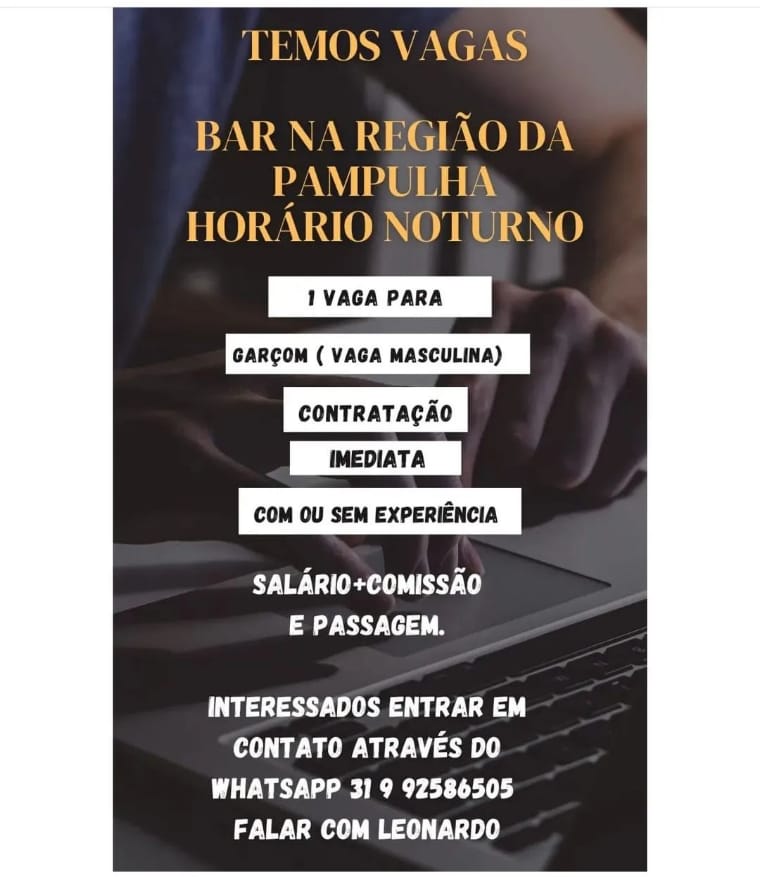 TEMOS VAGAS
BAR NA REGIÃO DA
PAMPULHA
HORÁRIO NOTURNO
1 VAGA PARA
GARÇOM ( VAGA MASCULINA)
CONTRATAÇÃO
IMEDIATA
COM OU SEM EXPERIÊNCIA
SALÁRIO+COMISSÃO
E PASSAGEM.
INTERESSADOS ENTRAR EM
CONTATO ATRAVÉS DO
WHATSAPP 31 9 92586505
FALAR COM LEONARDO